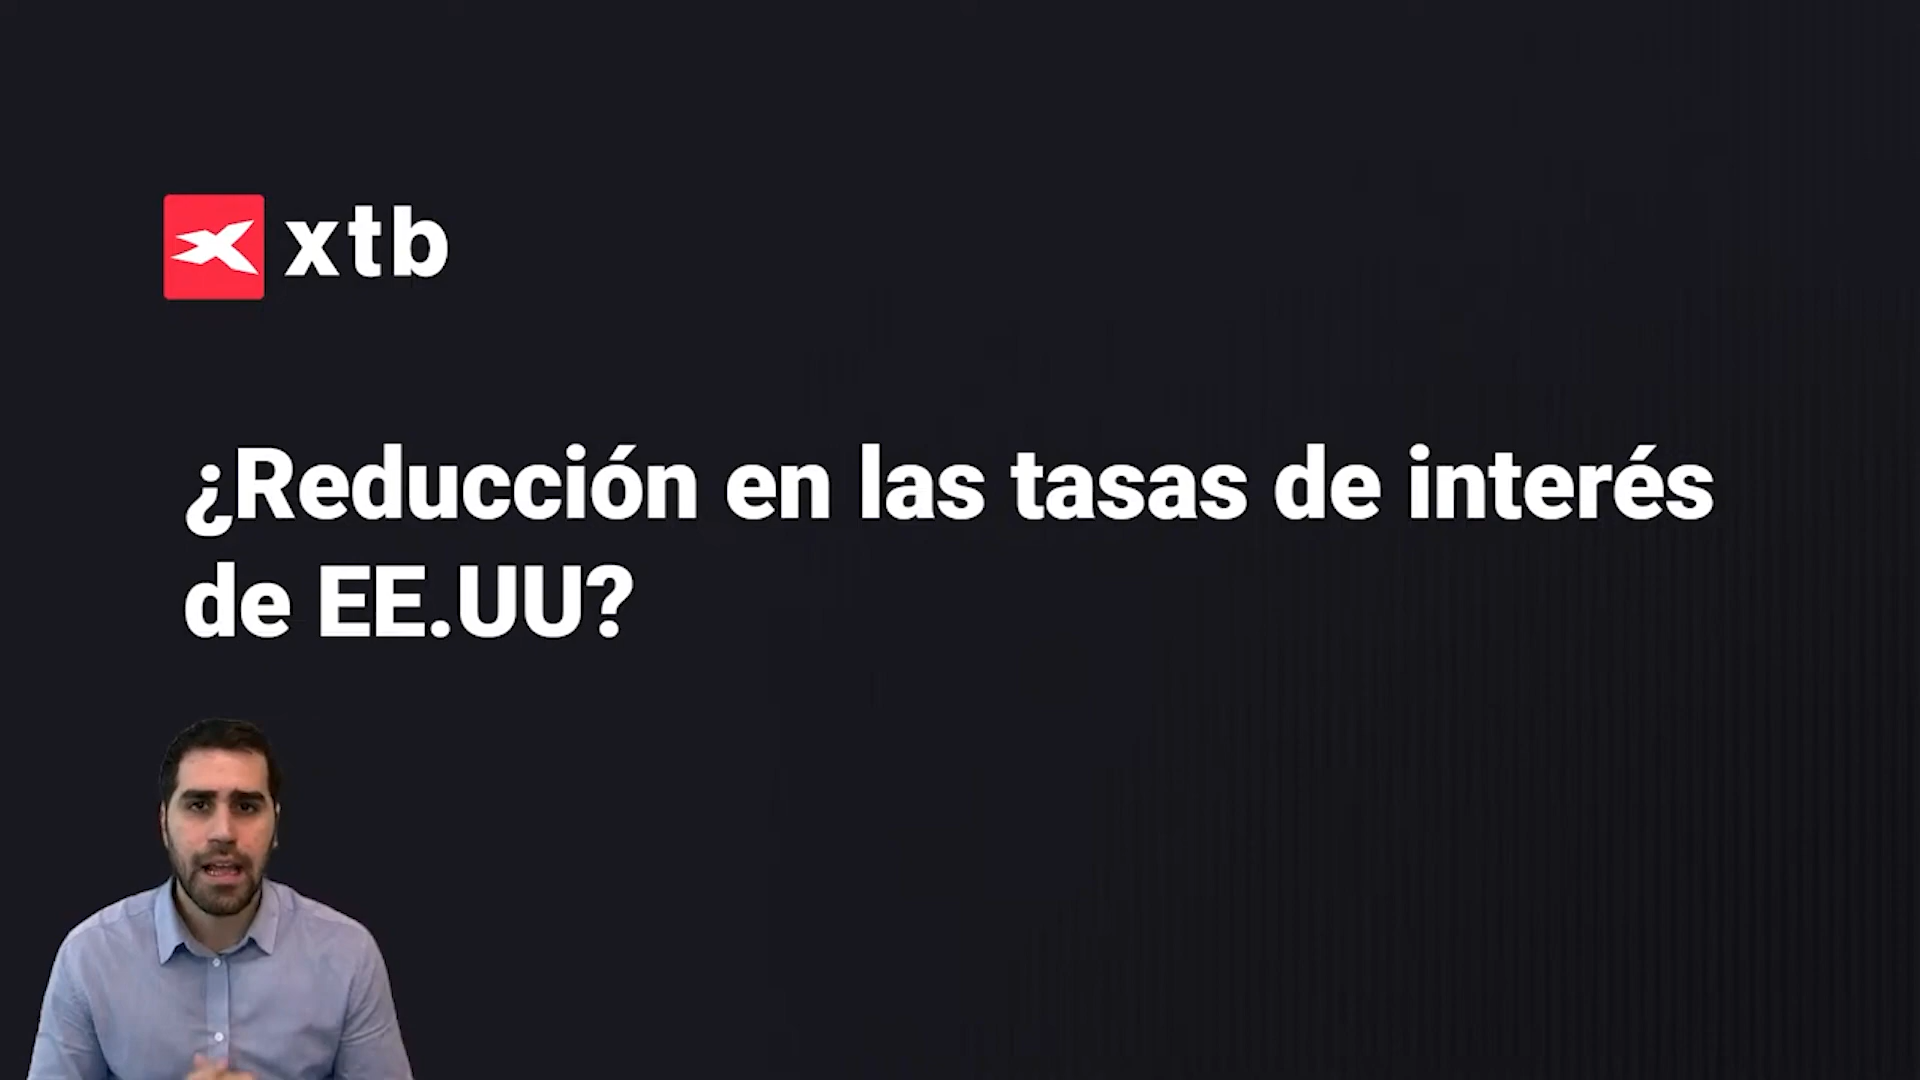 xtb
¿Reducción en las tasas de interés
de EE.UU?